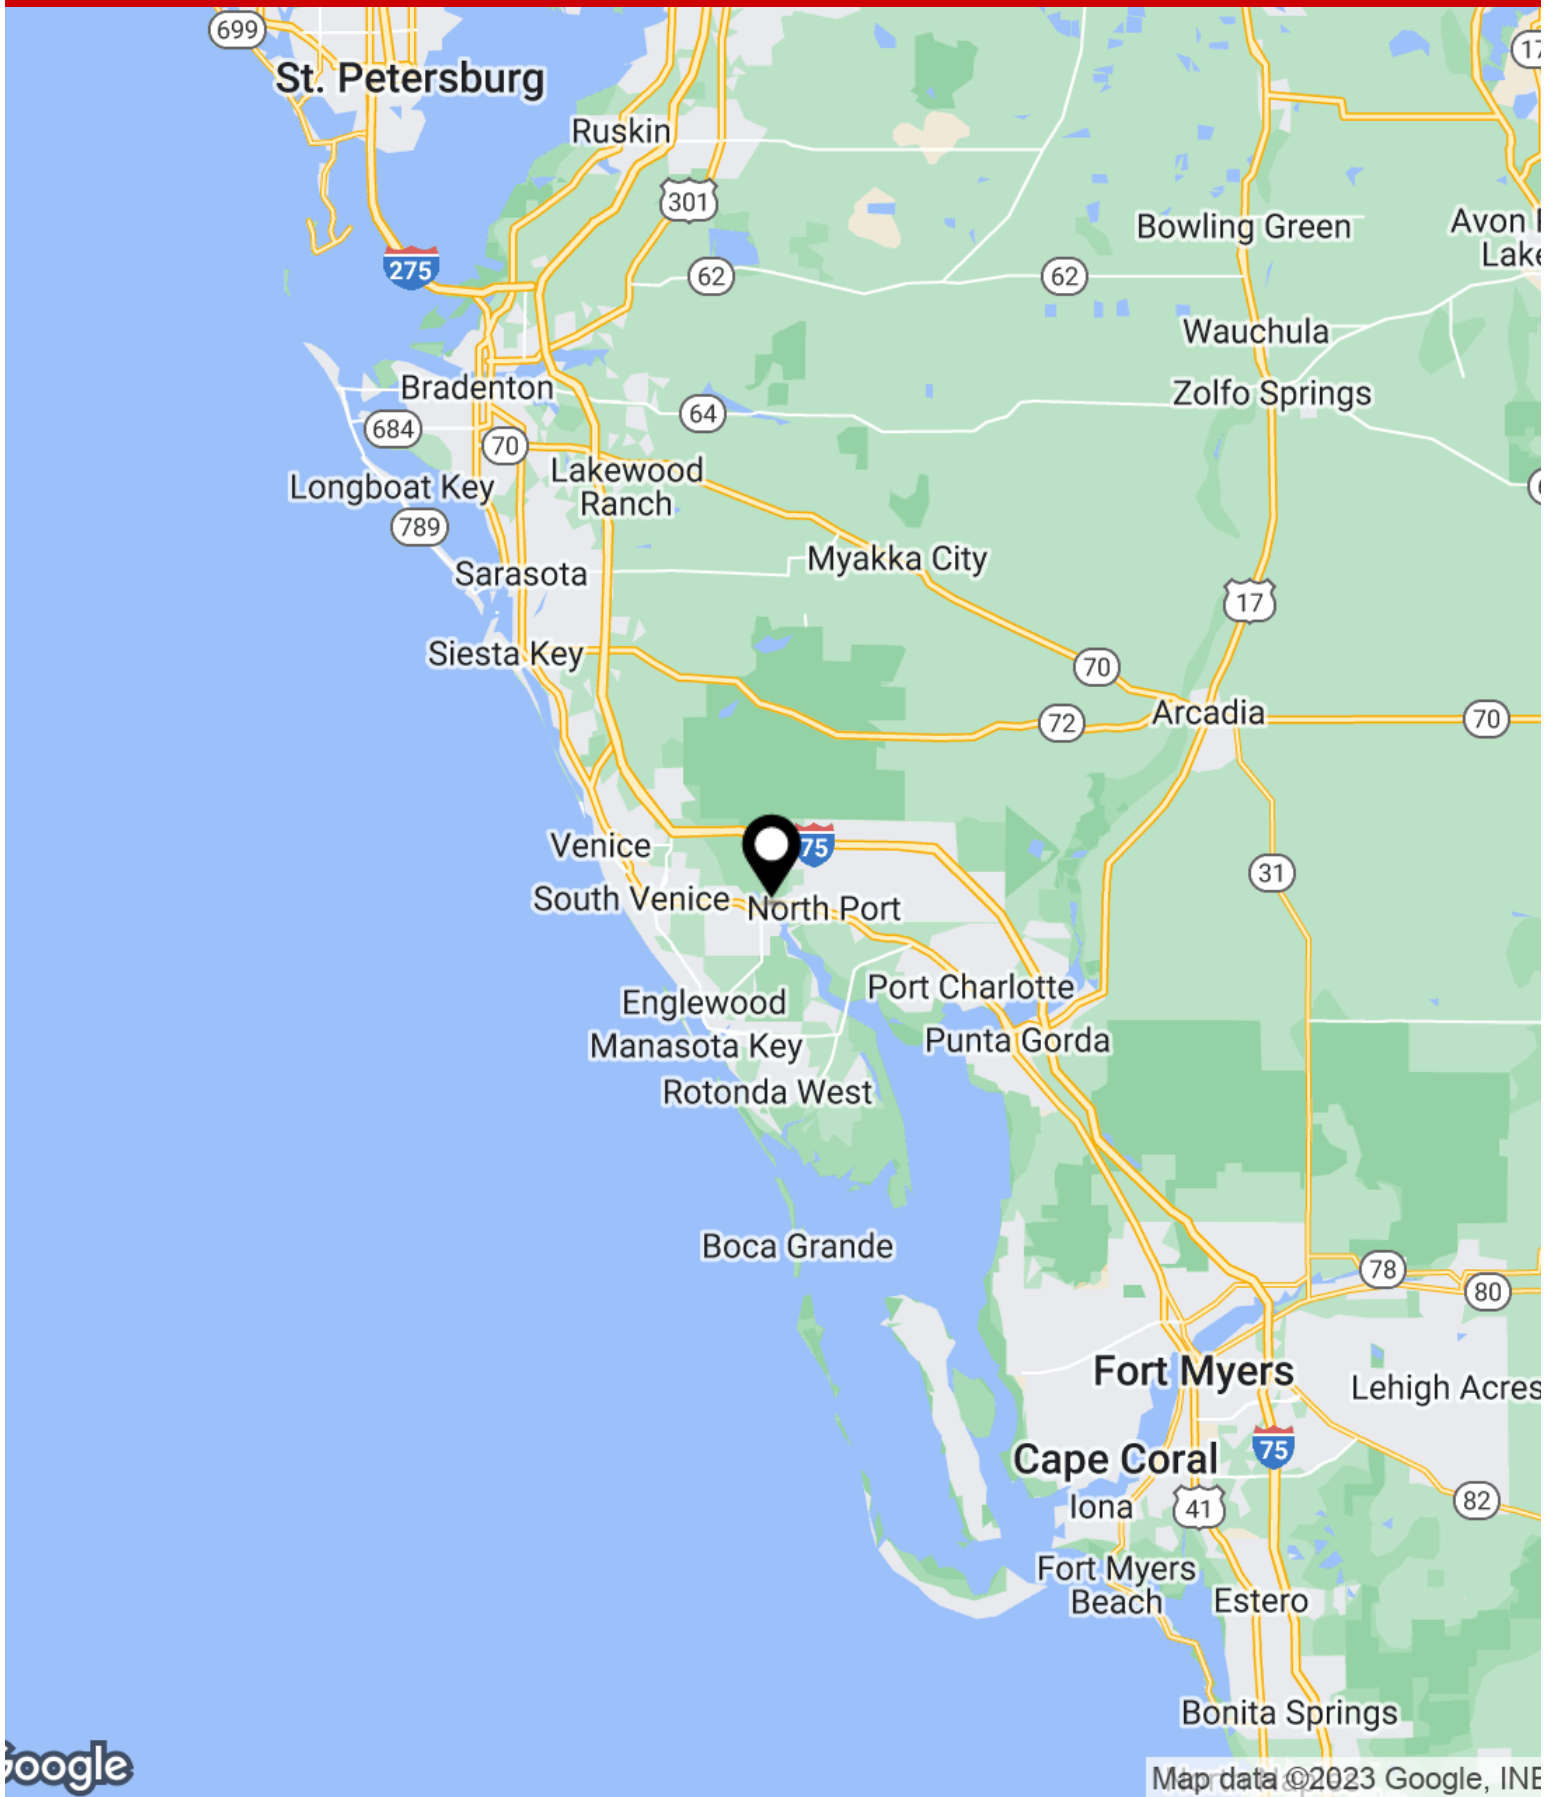 699
17
St. Petersburg
Ruskin
301
Bowling Green
Avon
Lake
275
62
62
Wauchula
Bradenton
Zolfo Springs
64
684
70
Lakewood
Ranch
Longboat Key
789
Myakka City
Sarasota
17
Siesta Key
70
Arcadia
72
70
Venice
75
31
South Venice
North Port
Port Charlotte
Englewood
Punta Gorda
Manasota Key
Rotonda West
Boca Grande
78
80
Fort Myers
Lehigh Acres
75
Cape Coral
Iona
41
82
Fort Myers
Beach
Estero
Bonita Springs
Google
Map data ©2023 Google, INE